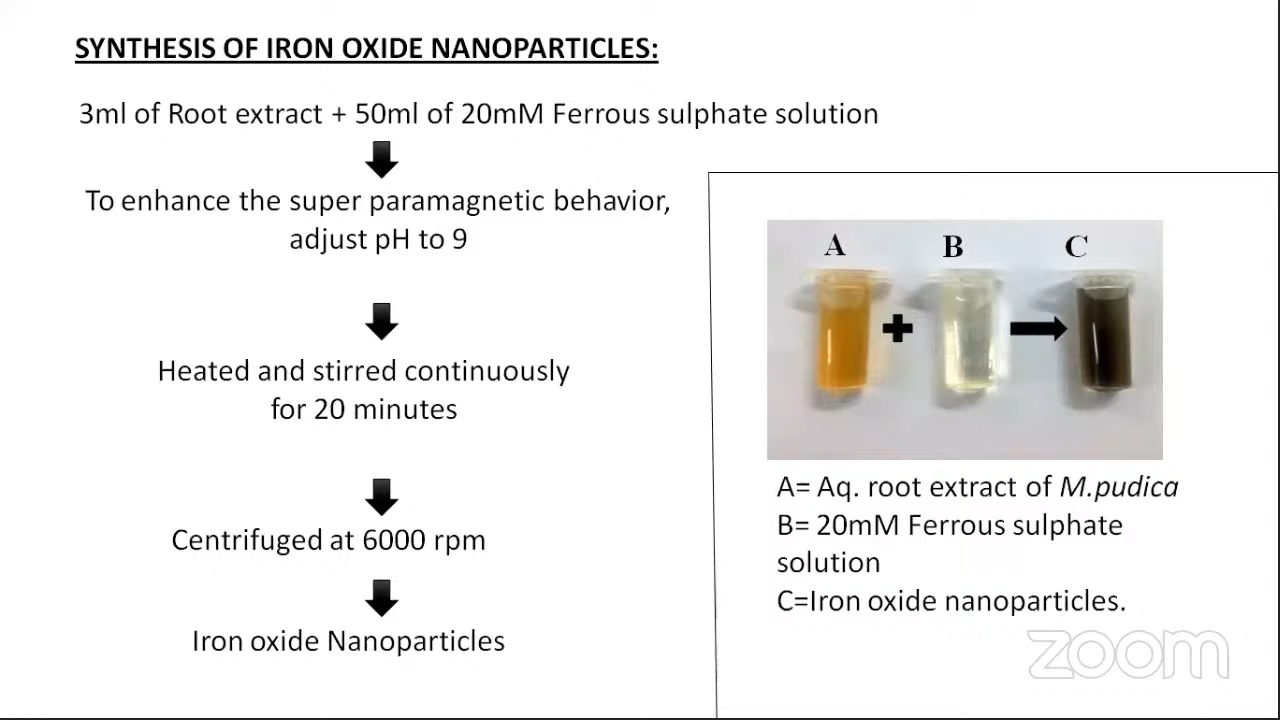 SYNTHESIS OF IRON OXIDE NANOPARTICLES:
3ml of Root extract + 50ml of 20mM Ferrous sulphate solution
To enhance the super paramagnetic behavior,
adjust pH to 9
Heated and stirred continuously
for 20 minutes
Centrifuged at 6000 rpm
Iron oxide Nanoparticles
A B C
A= Aq. root extract of M.pudica
B= 20mM Ferrous sulphate
solution
C=Iron oxide nanoparticles.
zoom